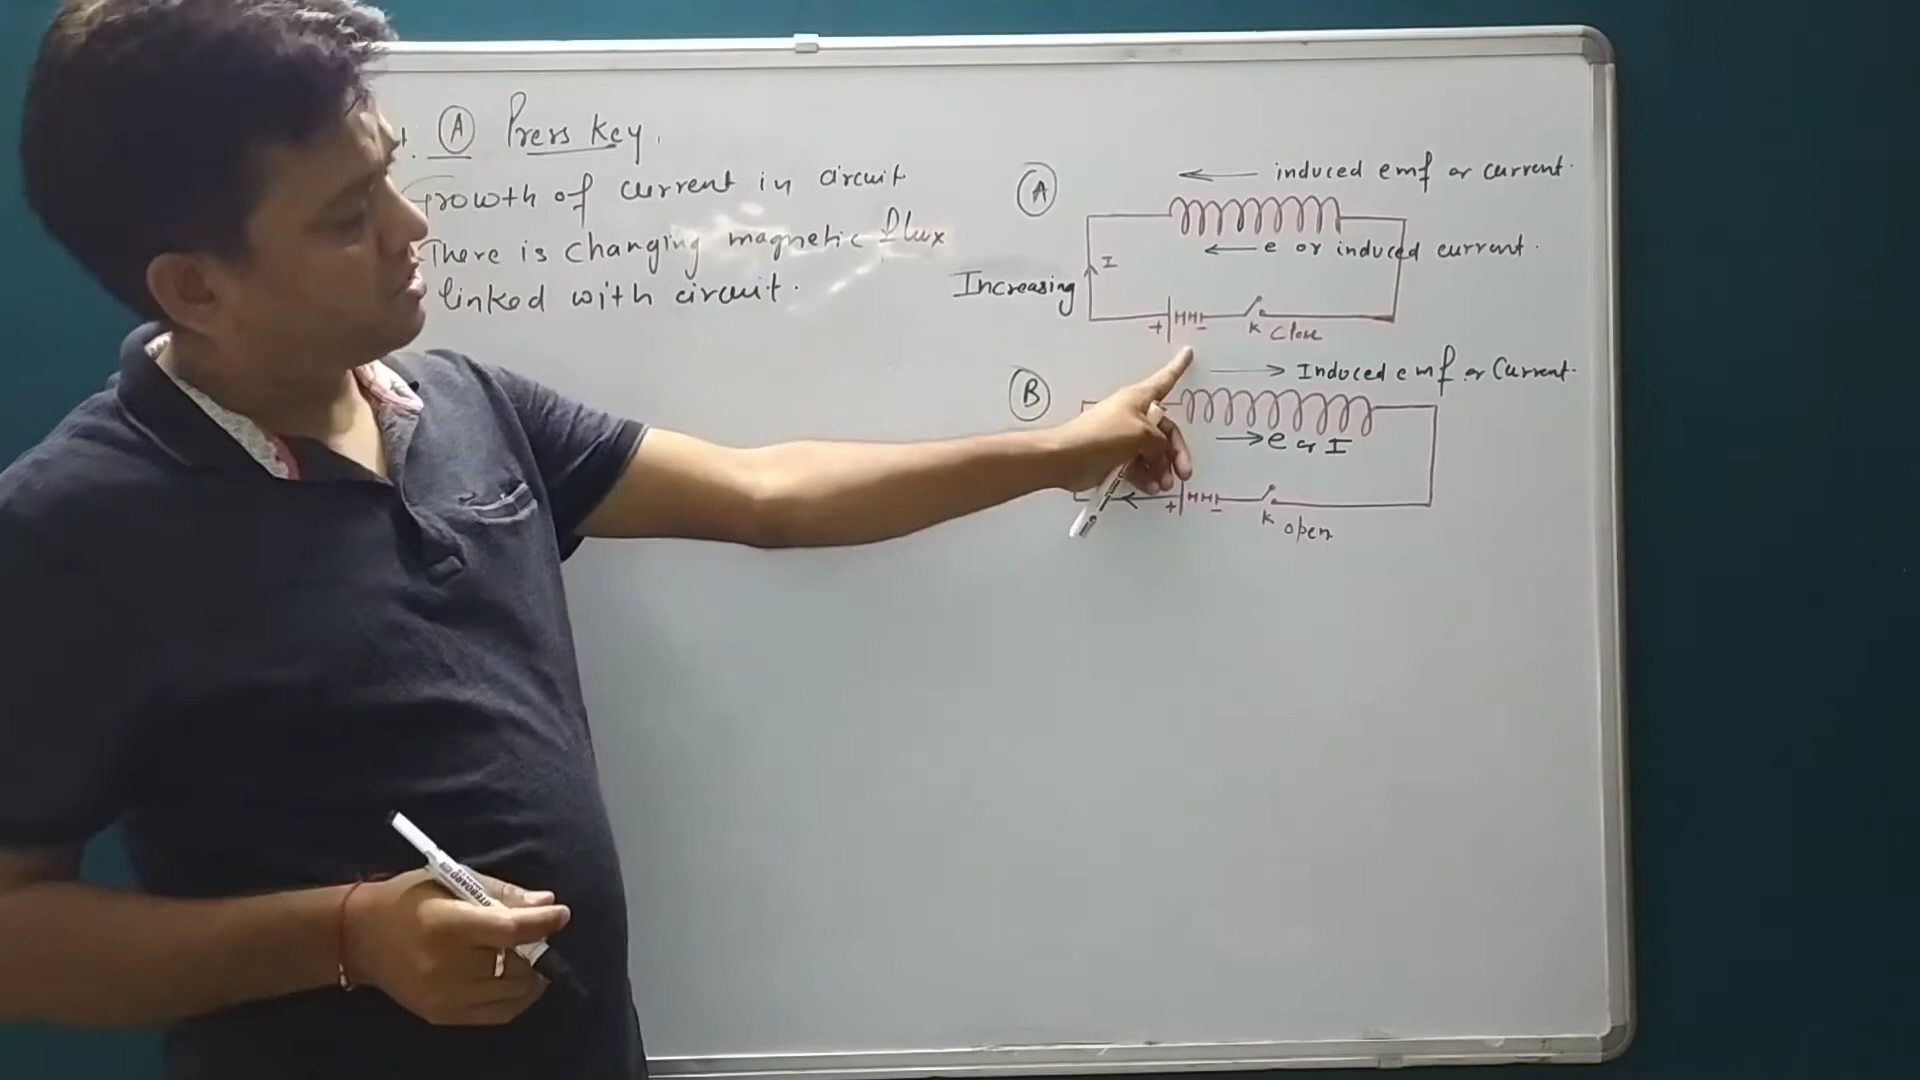 A Press Key.
Growth of current in circuit
There is changing magnetic flux
linked with circuit.
A
induced emf or current.
e or induced current.
I
Increasing
+ -
K Close
B
Induced emf or Current.
e or I
+ -
K open